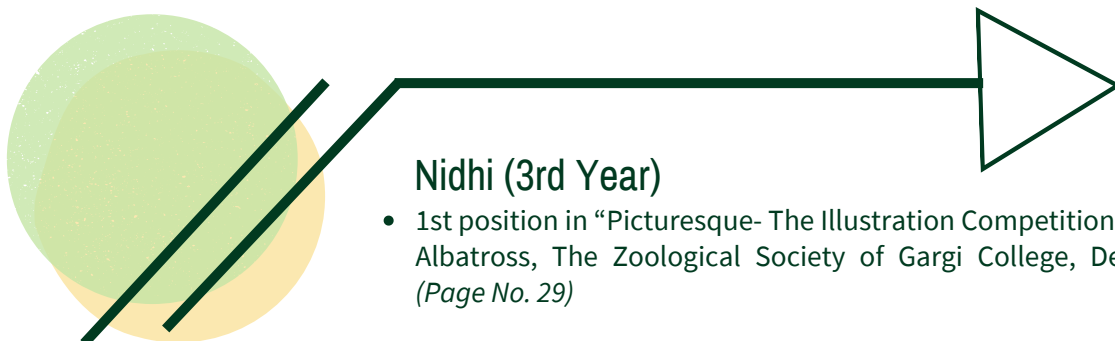 Nidhi (3rd Year)
• 1st position in “Picturesque- The Illustration Competition
Albatross, The Zoological Society of Gargi College, De
(Page No. 29)